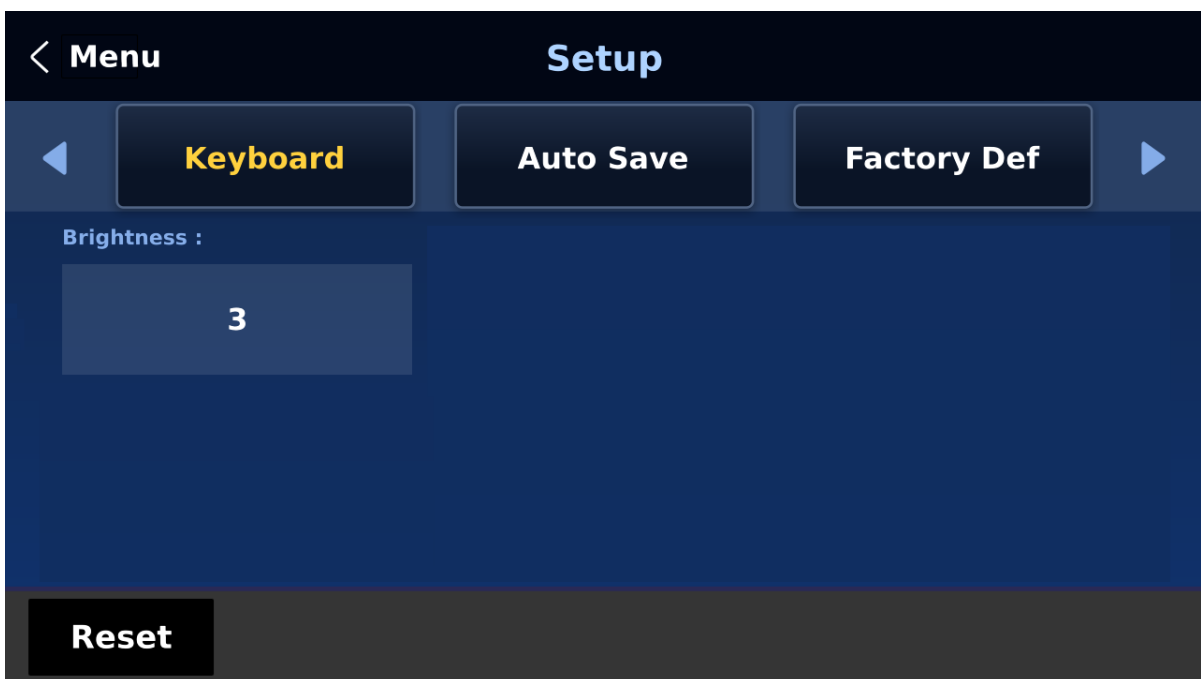 Menu
Setup
Keyboard
Auto Save
Factory Def
Brightness :
3
Reset